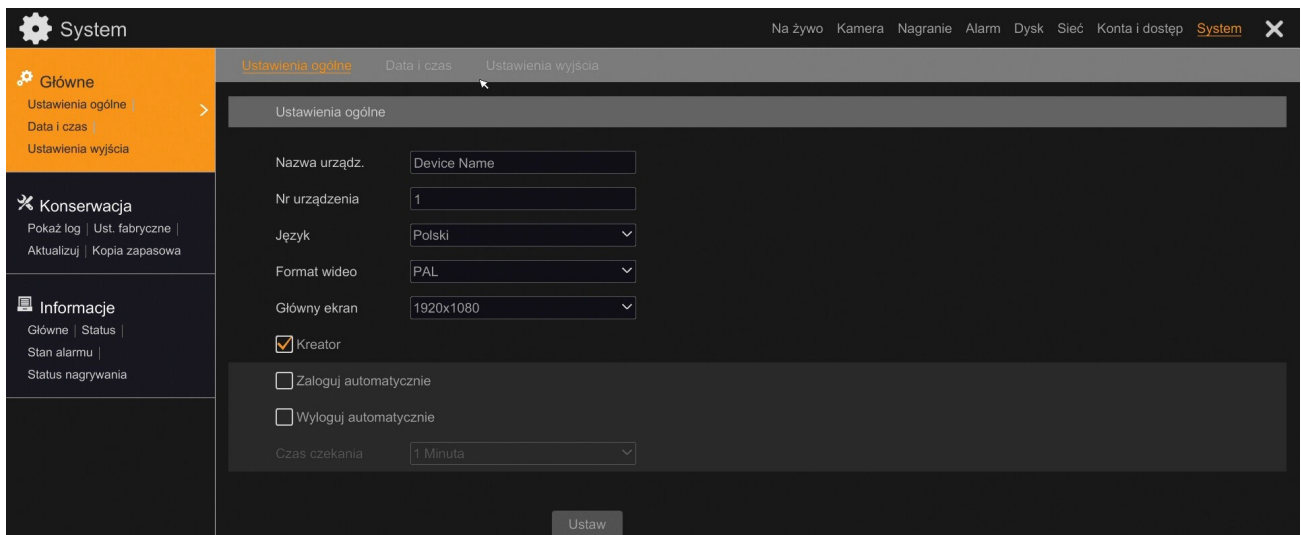 System
Na żywo Kamera Nagranie Alarm Dysk Sieć Konta i dostęp System
Główne
Ustawienia ogólne |
Data i czas |
Ustawienia wyjścia
Konserwacja
Pokaż log | Ust. fabryczne |
Aktualizuj | Kopia zapasowa
Informacje
Główne | Status |
Stan alarmu |
Status nagrywania
Ustawienia ogólne Data i czas Ustawienia wyjścia
Ustawienia ogólne
Nazwa urządz. Device Name
Nr urządzenia 1
Język Polski
Format wideo PAL
Główny ekran 1920x1080
Kreator
Zaloguj automatycznie
Wyloguj automatycznie
Czas czekania 1 Minuta
Ustaw